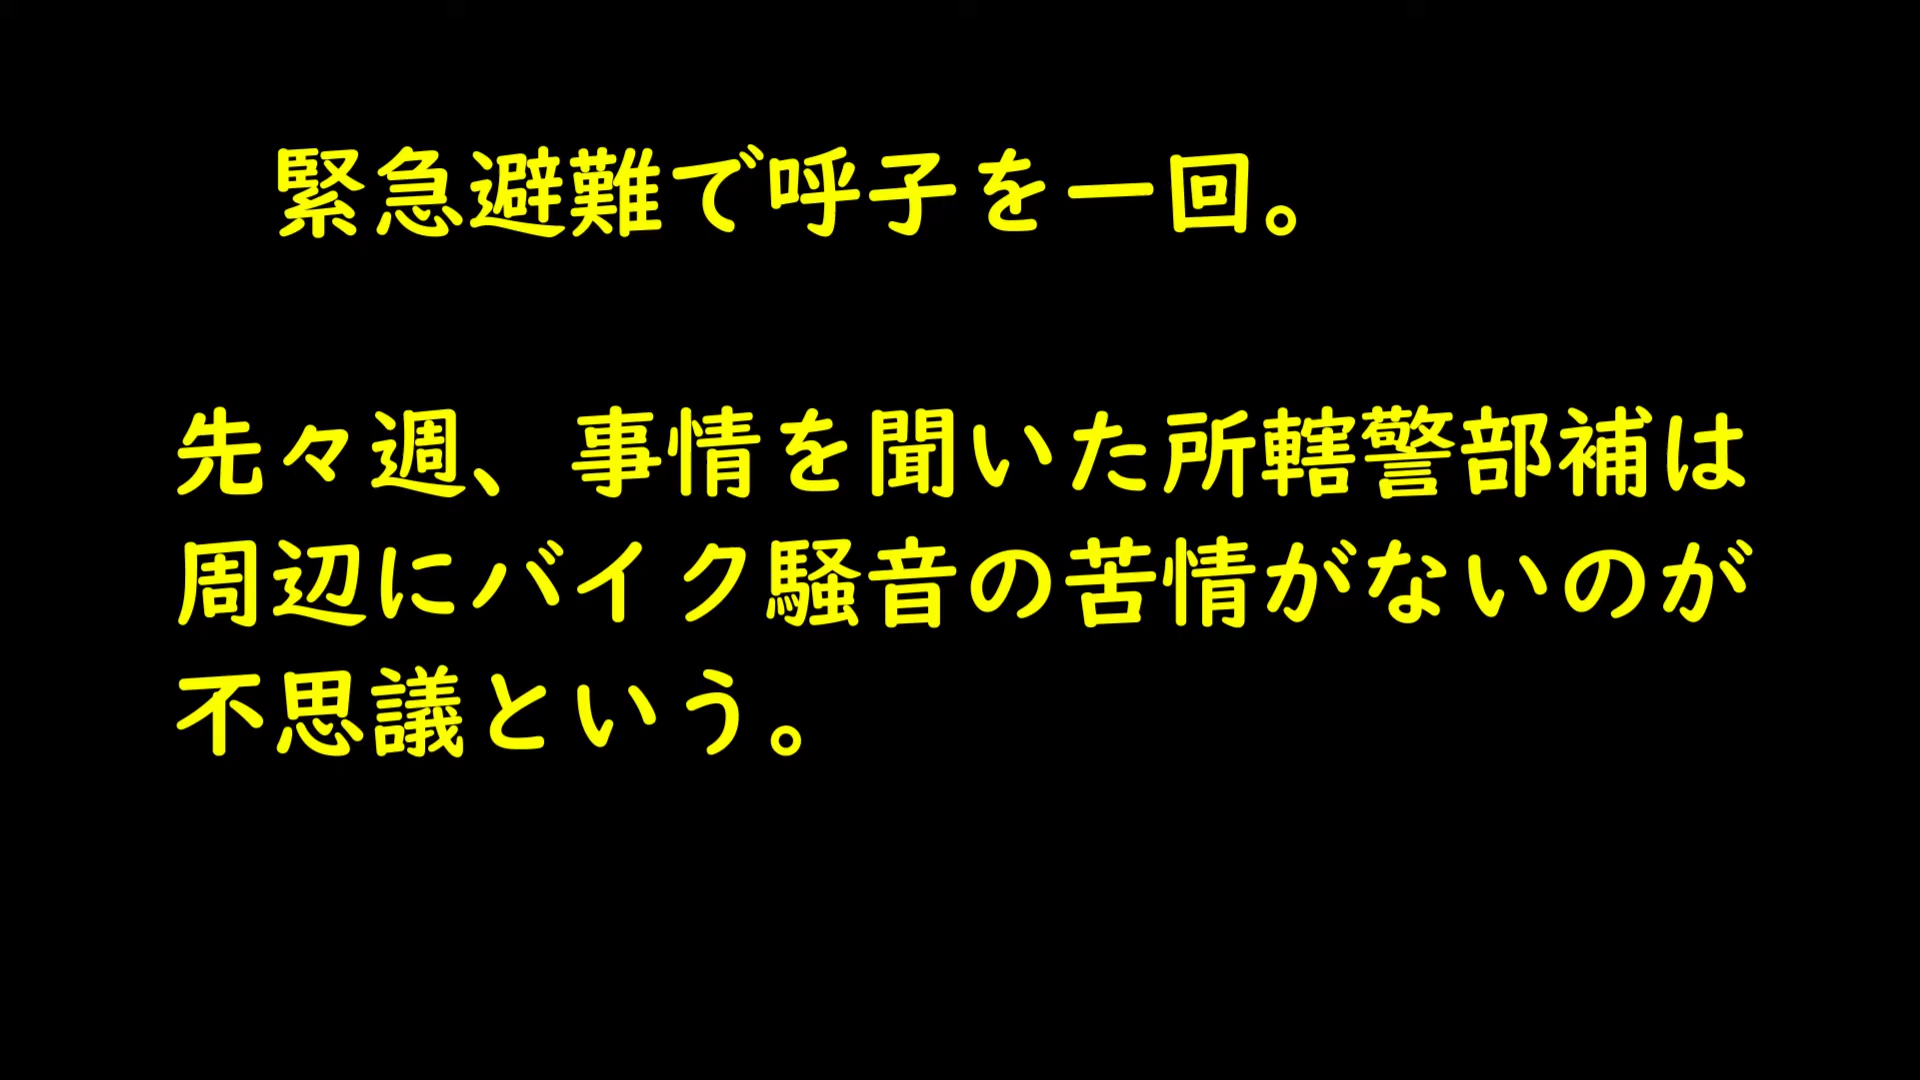 緊急避難で呼子を一回。
先々週、事情を聞いた所轄警部補は
周辺にバイク騒音の苦情がないのが
不思議という。